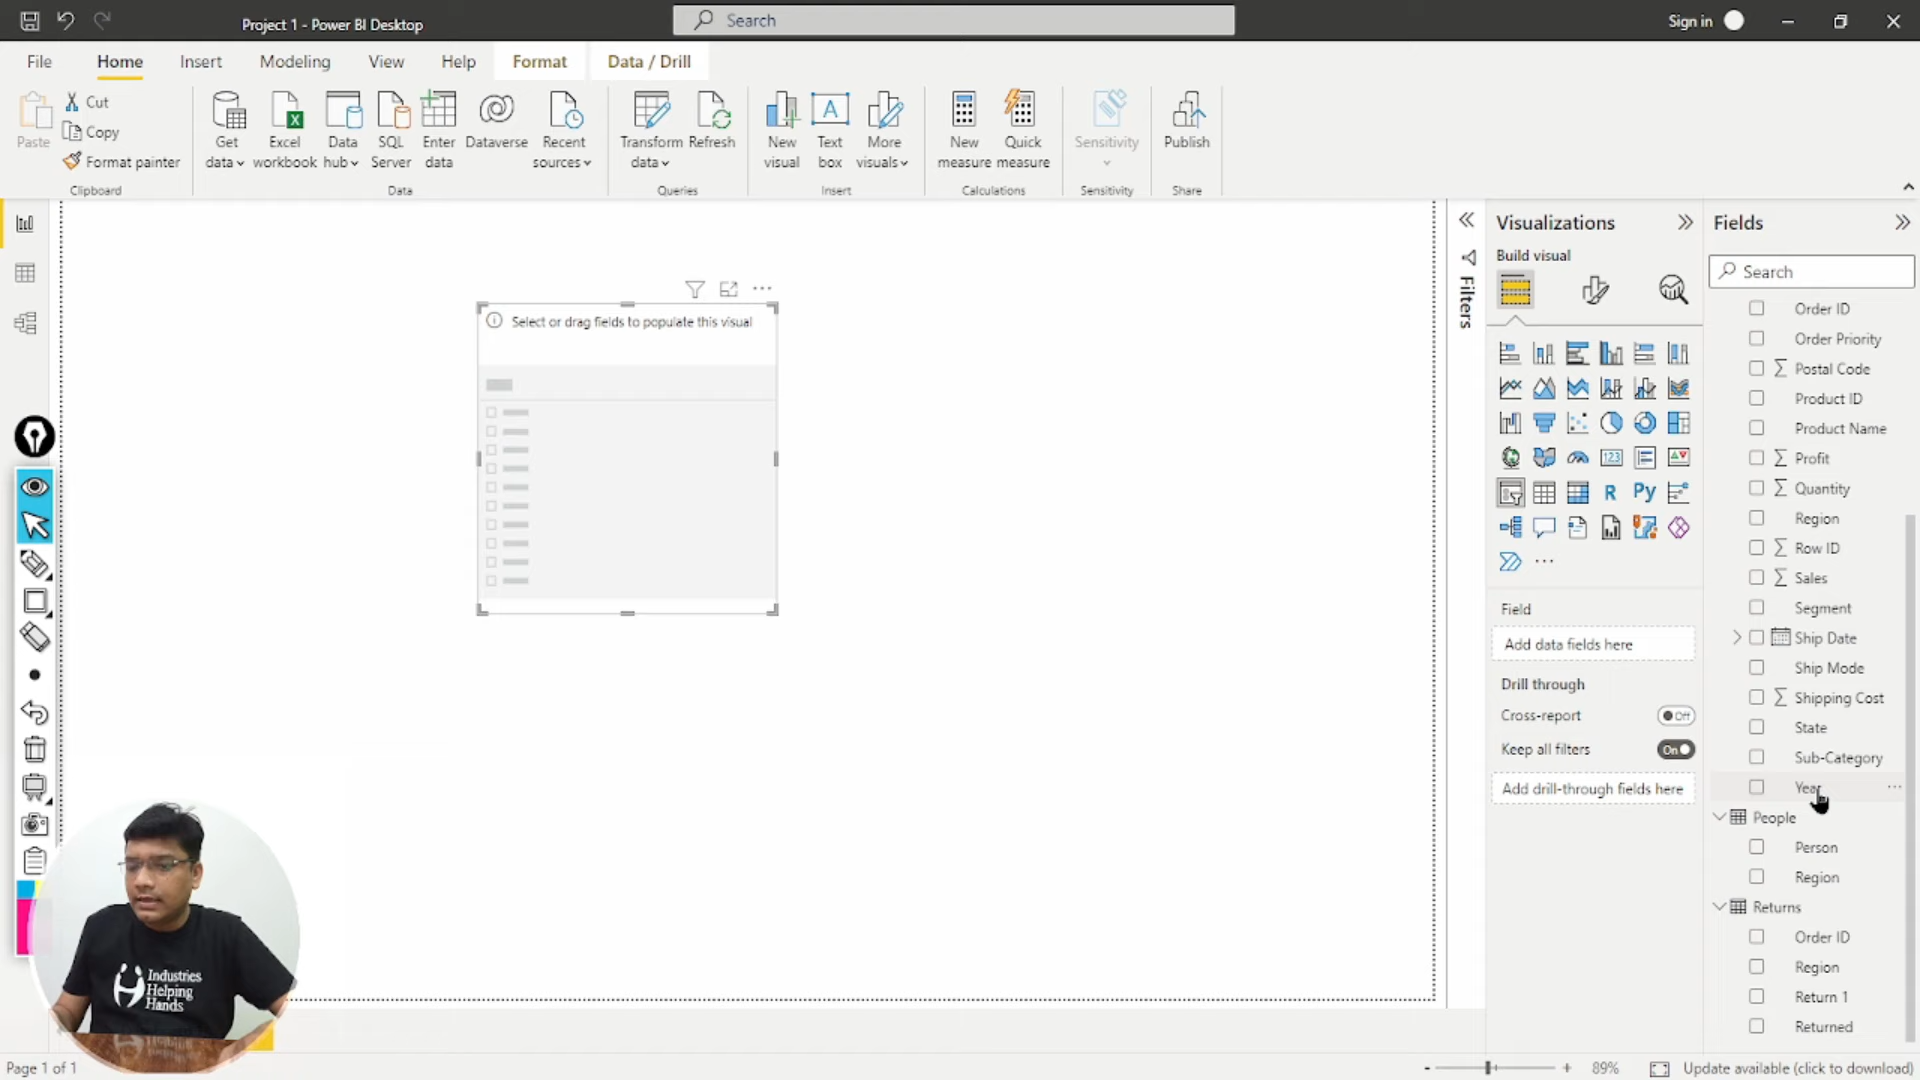 Project 1 - Power BI Desktop
Search
Sign in
File
Home
Insert
Modeling
View
Help
Format
Data / Drill
Paste
Cut
Copy
Format painter
Clipboard
Get data
Excel workbook
Data hub
SQL Server
Enter data
Dataverse
Recent sources
Data
Transform data
Refresh
Queries
New visual
Text box
More visuals
Insert
New measure
Quick measure
Calculations
Sensitivity
Sensitivity
Publish
Share
Select or drag fields to populate this visual
Filters
Visualizations
Build visual
123
R
Py
Field
Add data fields here
Drill through
Cross-report
Off
Keep all filters
On
Add drill-through fields here
Fields
Search
Order ID
Order Priority
Postal Code
Product ID
Product Name
Profit
Quantity
Region
Row ID
Sales
Segment
Ship Date
Ship Mode
Shipping Cost
State
Sub-Category
Year
People
Person
Region
Returns
Order ID
Region
Return 1
Returned
Industries
Helping
Hands
Page 1 of 1
89%
Update available (click to download)